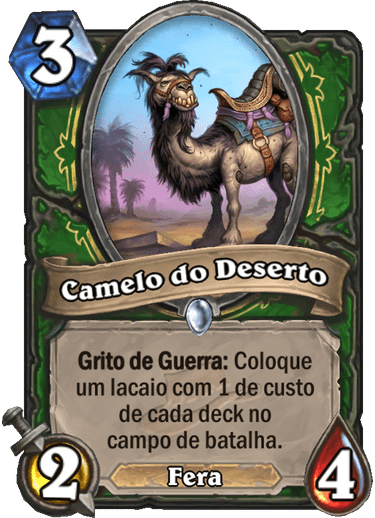 3
Camelo do Deserto
Grito de Guerra: Coloque
um lacaio com 1 de custo
de cada deck no
campo de batalha.
2
Fera
4